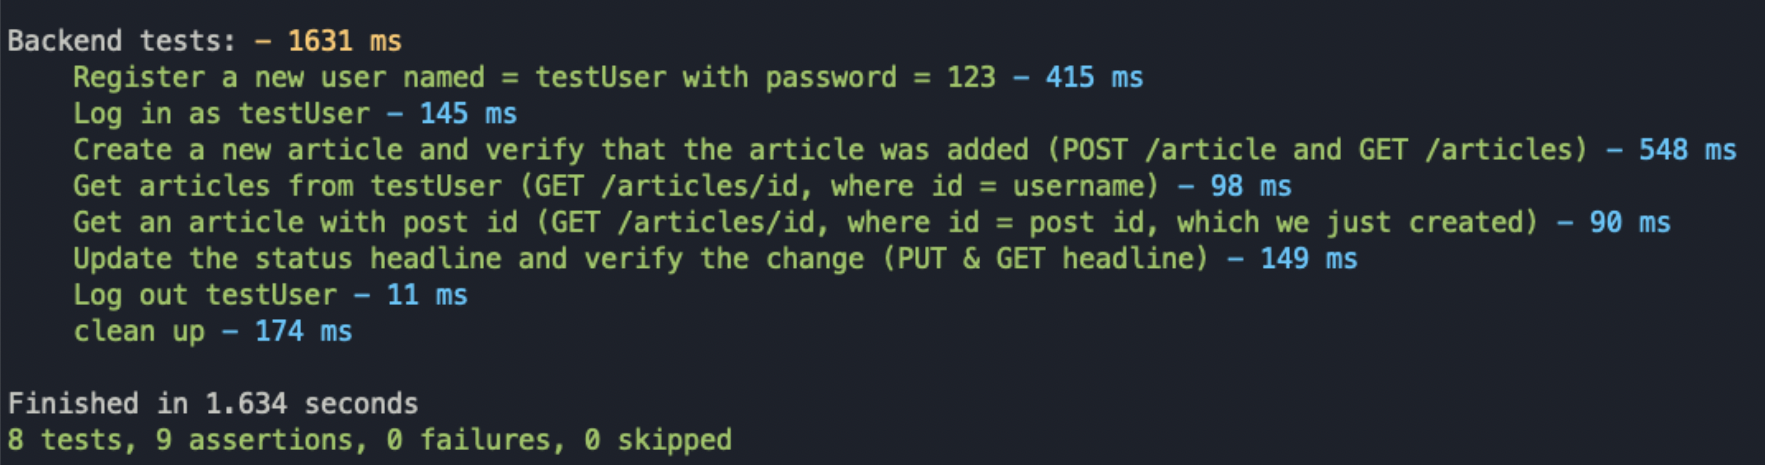 Backend tests: – 1631 ms
Register a new user named = testUser with password = 123 – 415 ms
Log in as testUser – 145 ms
Create a new article and verify that the article was added (POST /article and GET /articles) – 548 ms
Get articles from testUser (GET /articles/id, where id = username) – 98 ms
Get an article with post id (GET /articles/id, where id = post id, which we just created) – 90 ms
Update the status headline and verify the change (PUT & GET headline) – 149 ms
Log out testUser – 11 ms
clean up – 174 ms
Finished in 1.634 seconds
8 tests, 9 assertions, 0 failures, 0 skipped